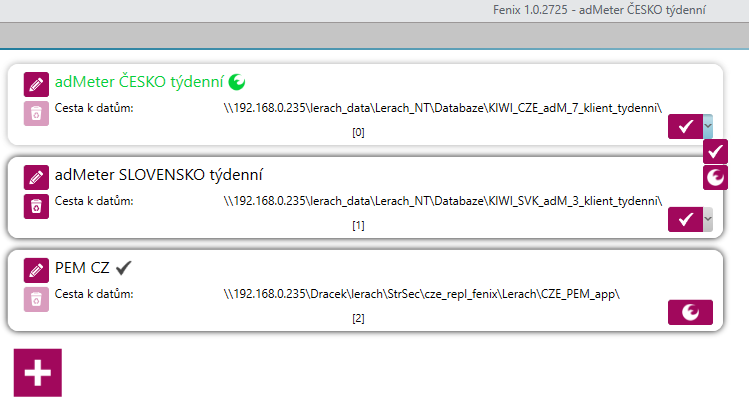 Fenix 1.0.2725 - adMeter ČESKO týdenní
adMeter ČESKO týdenní
Cesta k datům: \\192.168.0.235\lerach_data\Lerach_NT\Databaze\KIWI_CZE_adM_7_klient_tydenni\
[0]
adMeter SLOVENSKO týdenní
Cesta k datům: \\192.168.0.235\lerach_data\Lerach_NT\Databaze\KIWI_SVK_adM_3_klient_tydenni\
[1]
PEM CZ
Cesta k datům: \\192.168.0.235\Dracek\lerach\StrSec\cze_repl_fenix\Lerach\CZE_PEM_app\
[2]